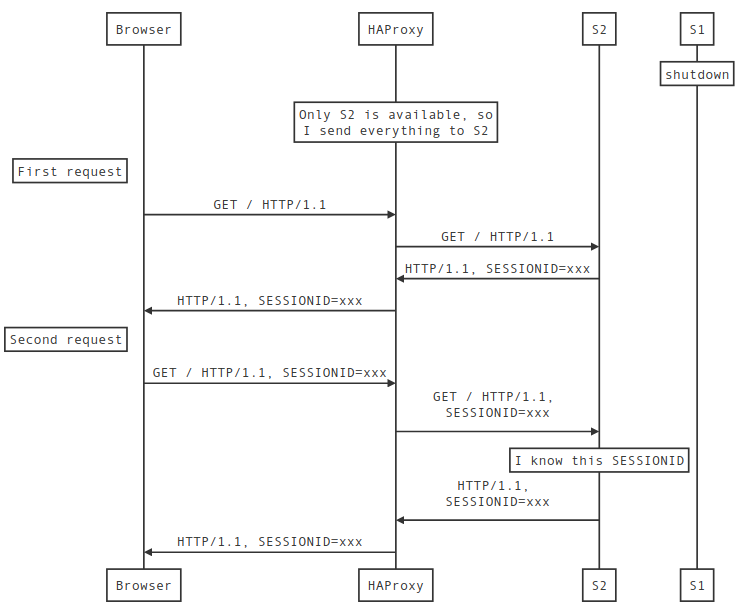 Browser
HAProxy
S2
S1
shutdown
Only S2 is available, so
I send everything to S2
First request
GET / HTTP/1.1
GET / HTTP/1.1
HTTP/1.1, SESSIONID=xxx
HTTP/1.1, SESSIONID=xxx
Second request
GET / HTTP/1.1, SESSIONID=xxx
GET / HTTP/1.1,
SESSIONID=xxx
I know this SESSIONID
HTTP/1.1,
SESSIONID=xxx
HTTP/1.1, SESSIONID=xxx
Browser
HAProxy
S2
S1